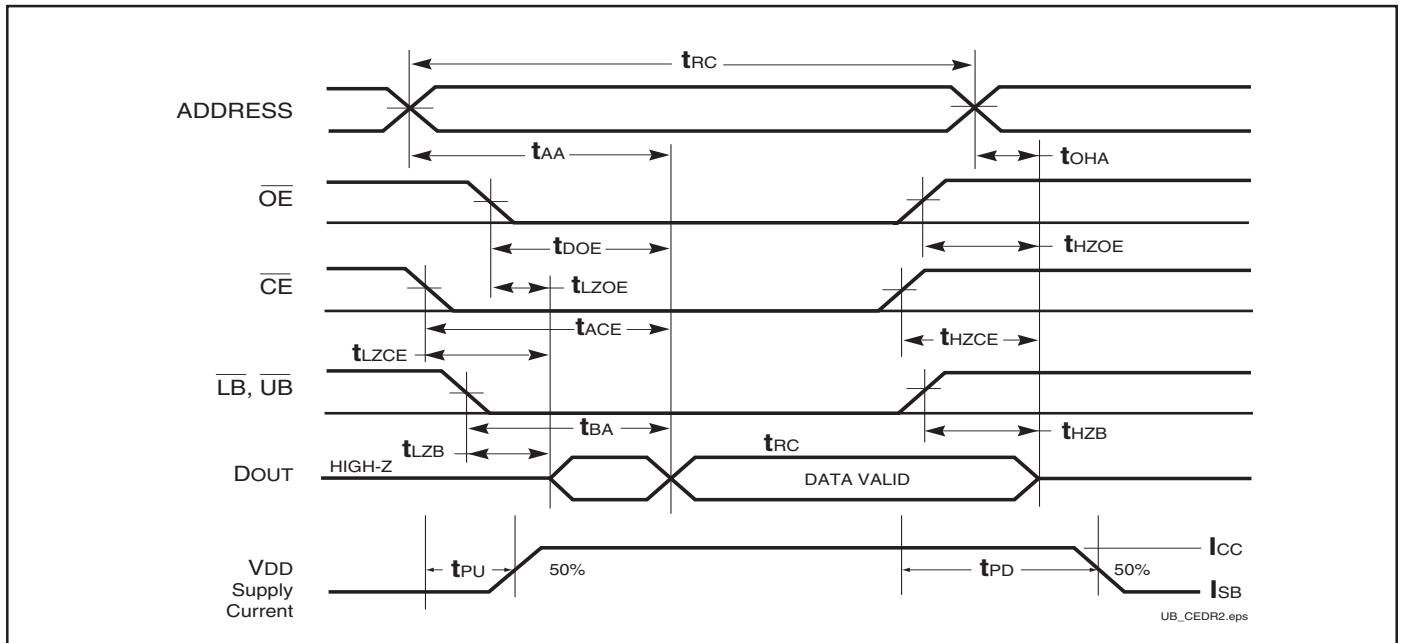 tRC
ADDRESS
tAA
tOHA
OE
tDOE
tHZOE
CE
tLZOE
tACE
tHZCE
tLZCE
LB, UB
tBA
tHZB
tLZB
tRC
DOUT
HIGH-Z
DATA VALID
ICC
VDD
Supply
Current
tPU
50%
tPD
50%
ISB
UB_CEDR2.eps